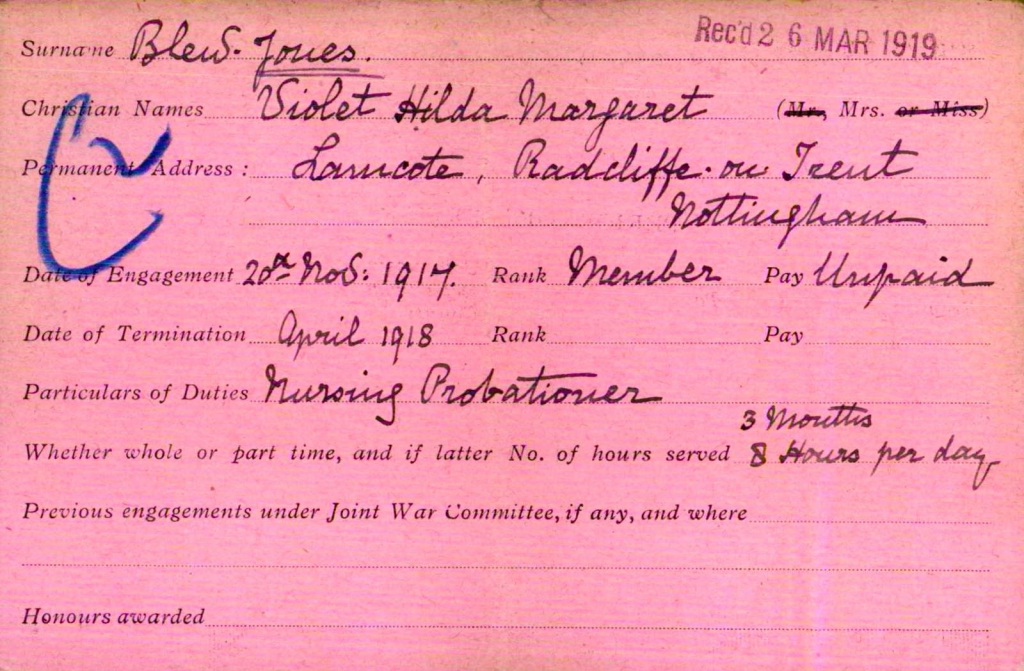 Rec'd 26 MAR 1919
Surname Blew-Jones.
Christian Names Violet Hilda Margaret (Mr., Mrs. or Miss)
Permanent Address: Lamcote, Radcliffe-on Trent
Nottingham
Date of Engagement 20th Nov: 1917. Rank Member Pay Unpaid
Date of Termination April 1918 Rank Pay
Particulars of Duties Nursing Probationer
3 Months
Whether whole or part time, and if latter No. of hours served 8 Hours per day
Previous engagements under Joint War Committee, if any, and where
Honours awarded